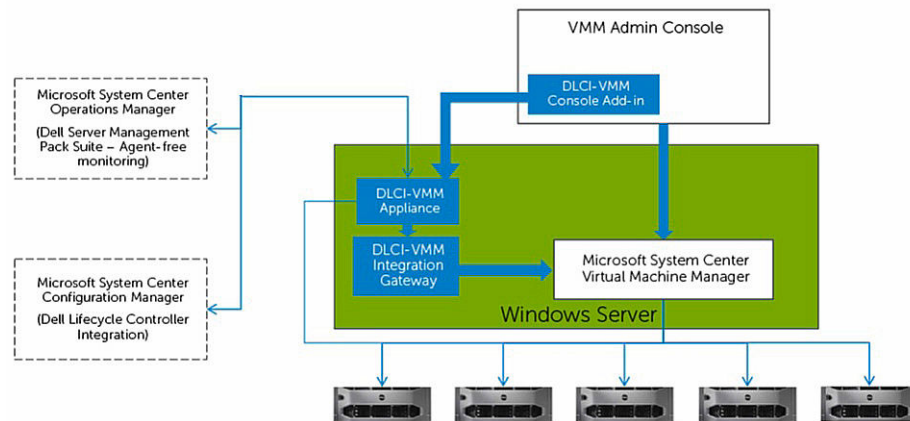 VMM Admin Console
DLCI-VMM
Console Add-in
Microsoft System Center
Operations Manager
(Dell Server Management
Pack Suite – Agent-free
monitoring)
DLCI-VMM
Appliance
DLCI-VMM
Integration
Gateway
Microsoft System Center
Virtual Machine Manager
Windows Server
Microsoft System Center
Configuration Manager
(Dell Lifecycle Controller
Integration)